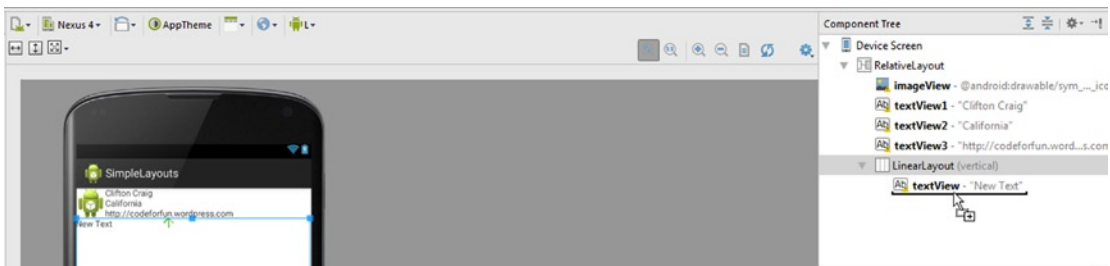 Nexus 4
AppTheme
L
Component Tree
Device Screen
RelativeLayout
imageView - @android:drawable/sym_..._ico
textView1 - "Clifton Craig"
textView2 - "California"
textView3 - "http://codeforfun.word...s.com
LinearLayout (vertical)
textView - "New Text"
SimpleLayouts
Clifton Craig
California
http://codeforfun.wordpress.com
New Text